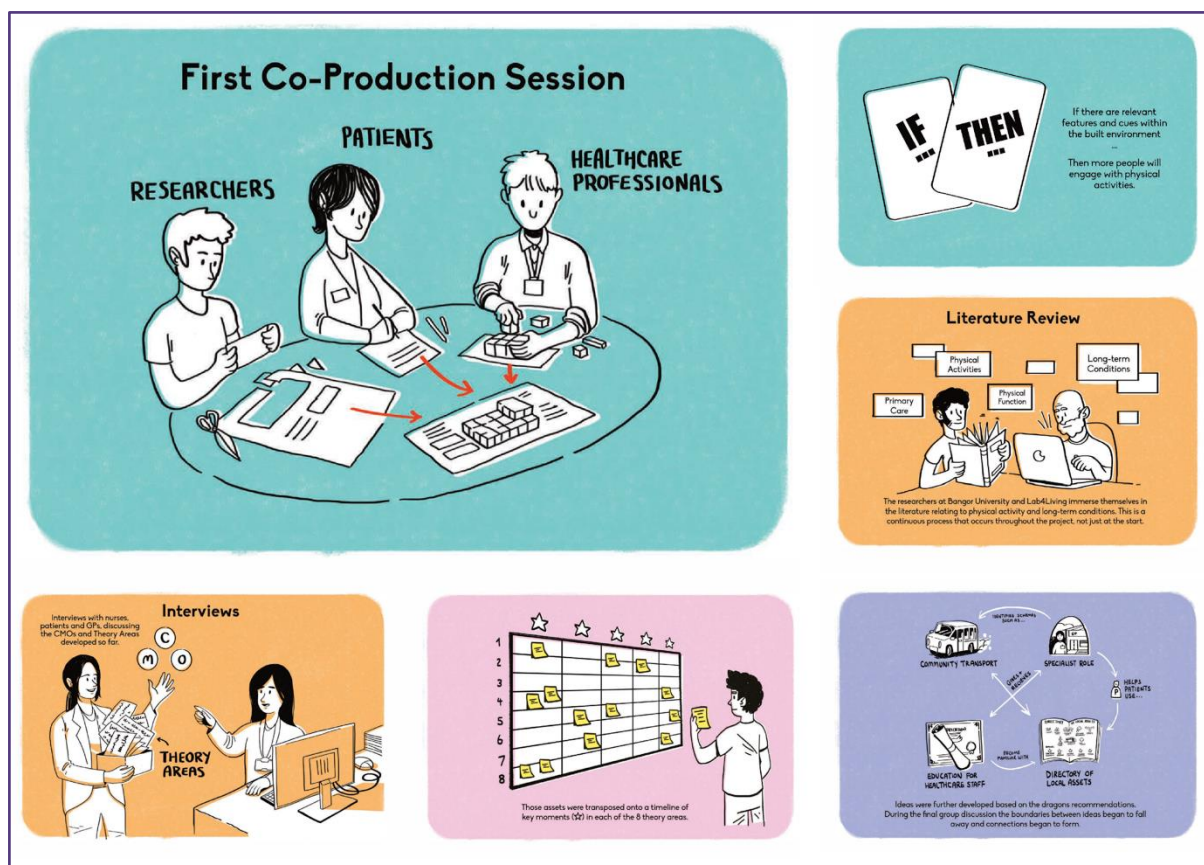 First Co-Production Session
RESEARCHERS
PATIENTS
HEALTHCARE
PROFESSIONALS
IF
...
THEN
...
If there are relevant
features and cues within
the built environment
...
Then more people will
engage with physical
activities.
Literature Review
Physical
Activities
Long-term
Conditions
Primary
Care
Physical
Function
The researchers at Bangor University and Lab4Living immerse themselves in
the literature relating to physical activity and long-term conditions. This is a
continuous process that occurs throughout the project, not just at the start.
Interviews
Interviews with nurses,
patients and GPs, discussing
the CMOs and Theory Areas
developed so far.
C
M
O
THEORY
AREAS
1
2
3
4
5
6
7
8
Those assets were transposed onto a timeline of
key moments (☆) in each of the 8 theory areas.
IDENTIFIES SCHEMES
SUCH AS...
COMMUNITY TRANSPORT
SPECIALIST ROLE
HELPS
PATIENTS
USE...
P
BECOME
FAMILIAR WITH
EDUCATION FOR
HEALTHCARE STAFF
DIRECTORY OF
LOCAL ASSETS
Ideas were further developed based on the dragons recommendations.
During the final group discussion the boundaries between ideas began to fall
away and connections began to form.